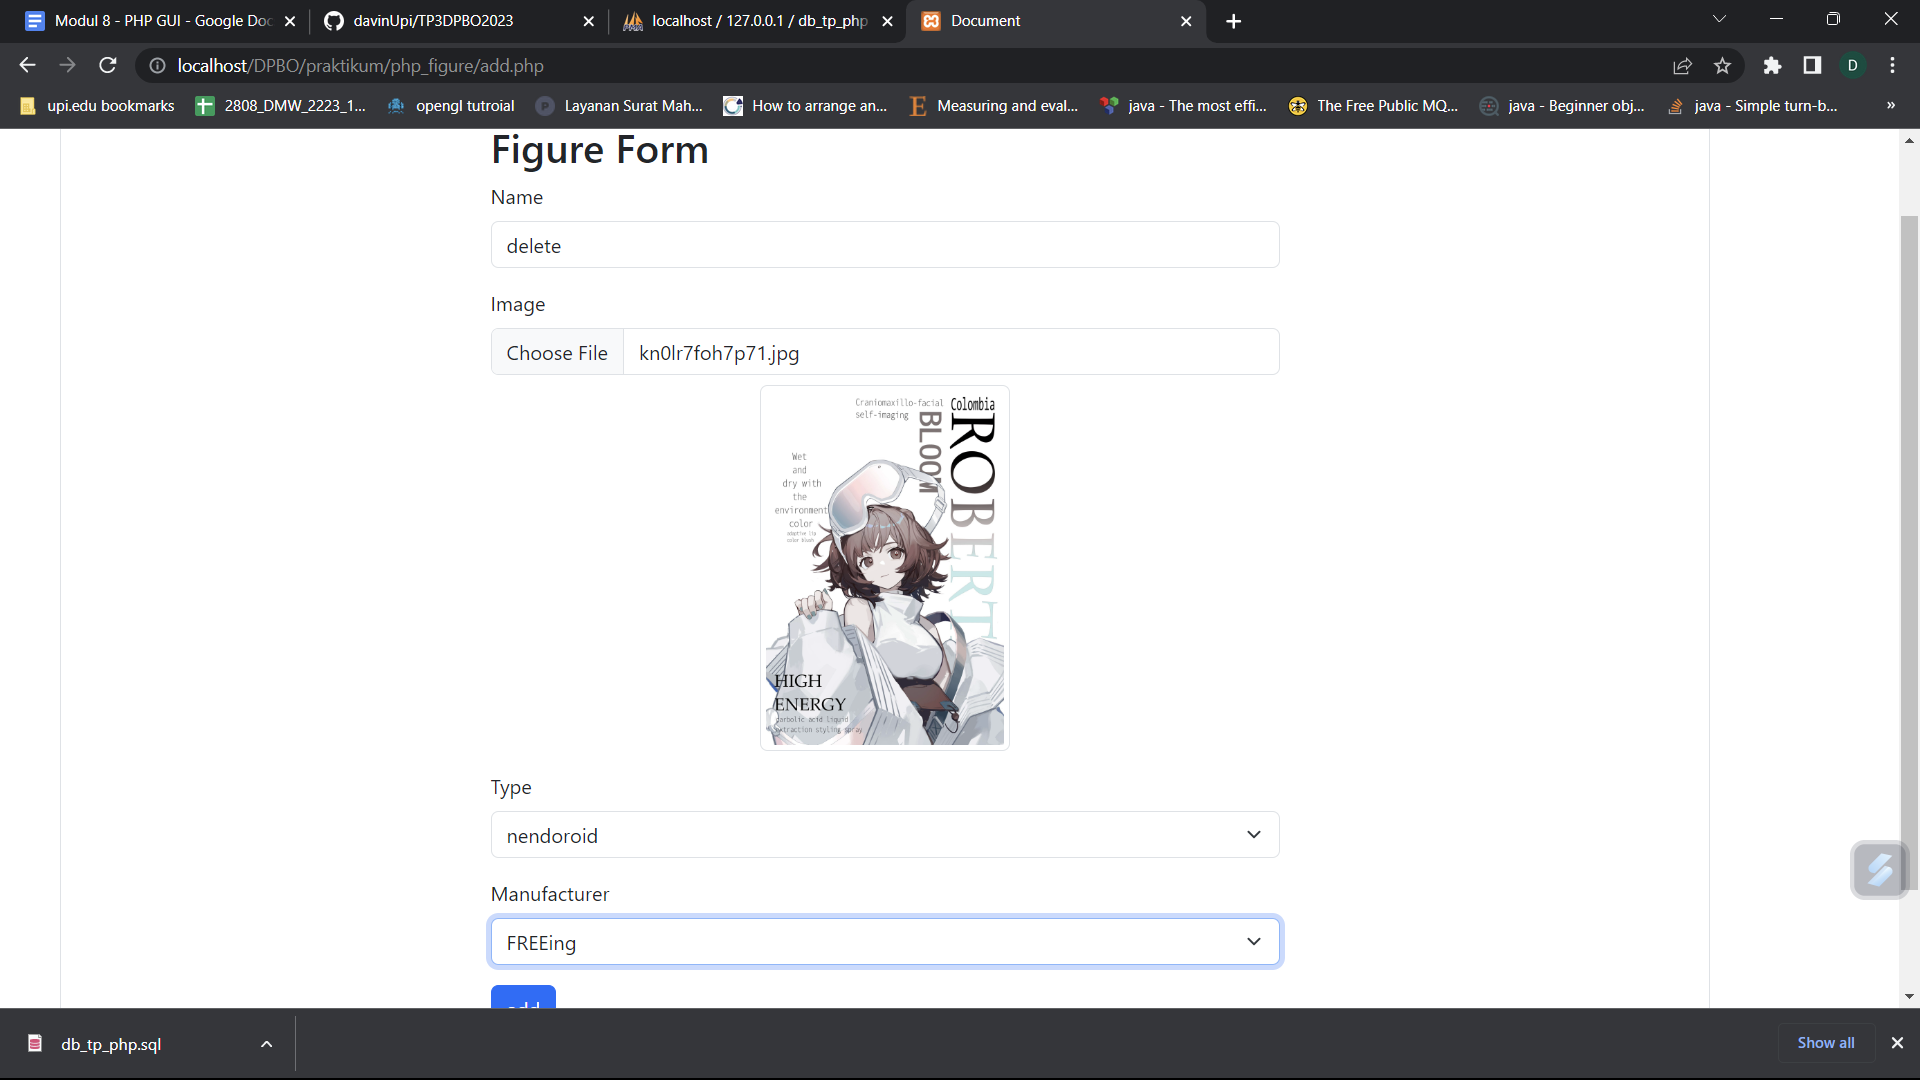 Modul 8 - PHP GUI - Google Doc
davinUpi/TP3DPBO2023
localhost / 127.0.0.1 / db_tp_php
Document
localhost/DPBO/praktikum/php_figure/add.php
D
upi.edu bookmarks
2808_DMW_2223_1...
opengl tutroial
Layanan Surat Mah...
How to arrange an...
Measuring and eval...
java - The most effi...
The Free Public MQ...
java - Beginner obj...
java - Simple turn-b...
»
Figure Form
Name
delete
Image
Choose File
kn0lr7foh7p71.jpg
Craniomaxillo-facial
self-imaging
Colombia
BLOOM
ROBERT
Wet
and
dry with
the
environment
color
HIGH
ENERGY
carbolic acid liquid
extraction styling spray
Type
nendoroid
Manufacturer
FREEing
add
db_tp_php.sql
Show all